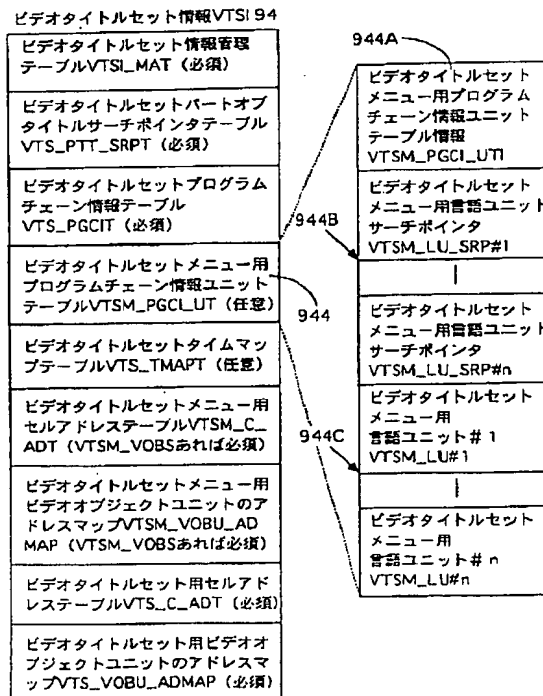 ビデオタイトルセット情報VTSI 94
ビデオタイトルセット情報管理
テーブルVTSI_MAT（必須）
ビデオタイトルセットパートオブ
タイトルサーチポインタテーブル
VTS_PTT_SRPT（必須）
ビデオタイトルセットプログラム
チェーン情報テーブル
VTS_PGCIT（必須）
ビデオタイトルセットメニュー用
プログラムチェーン情報ユニット
テーブルVTSM_PGCI_UT（任意）
ビデオタイトルセットタイムマッ
プテーブルVTS_TMAPT（任意）
ビデオタイトルセットメニュー用
セルアドレステーブルVTSM_C_
ADT（VTSM_VOBSあれば必須）
ビデオタイトルセットメニュー用
ビデオオブジェクトユニットのア
ドレスマップVTSM_VOBU_AD
MAP（VTSM_VOBSあれば必須）
ビデオタイトルセット用セルアド
レステーブルVTS_C_ADT（必須）
ビデオタイトルセット用ビデオオ
ブジェクトユニットのアドレスマ
ップVTS_VOBU_ADMAP（必須）
944
944A
ビデオタイトルセット
メニュー用プログラム
チェーン情報ユニット
テーブル情報
VTSM_PGCI_UTI
944B
ビデオタイトルセット
メニュー用言語ユニット
サーチポインタ
VTSM_LU_SRP#1
ビデオタイトルセット
メニュー用言語ユニット
サーチポインタ
VTSM_LU_SRP#n
944C
ビデオタイトルセット
メニュー用
言語ユニット＃1
VTSM_LU#1
ビデオタイトルセット
メニュー用
言語ユニット＃n
VTSM_LU#n